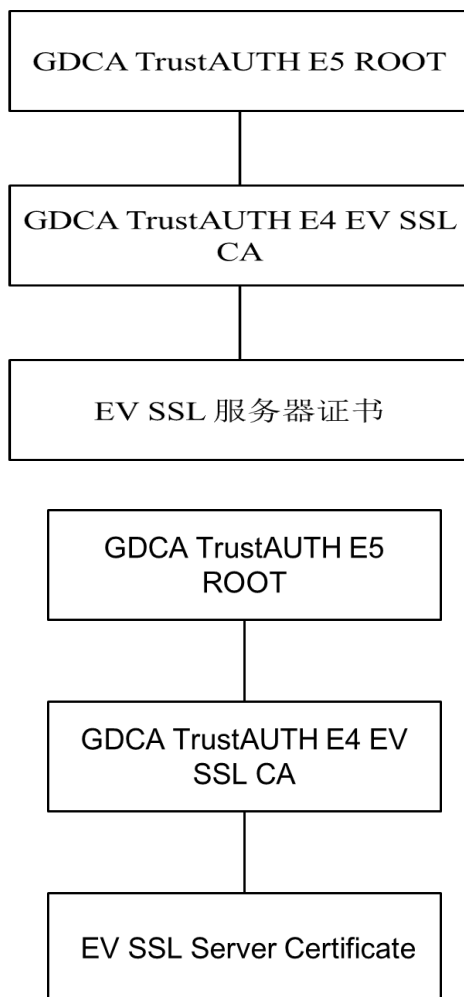 GDCA TrustAUTH E5 ROOT
GDCA TrustAUTH E4 EV SSL
CA
EV SSL 服务器证书
GDCA TrustAUTH E5
ROOT
GDCA TrustAUTH E4 EV
SSL CA
EV SSL Server Certificate